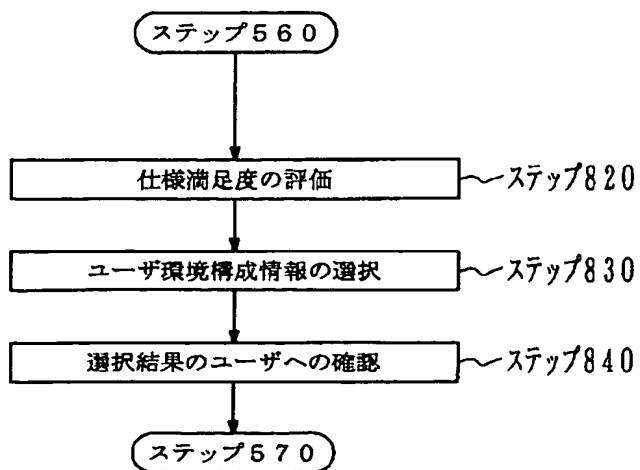 ステップ５６０
仕様満足度の評価
ステップ820
ユーザ環境構成情報の選択
ステップ830
選択結果のユーザへの確認
ステップ840
ステップ５７０